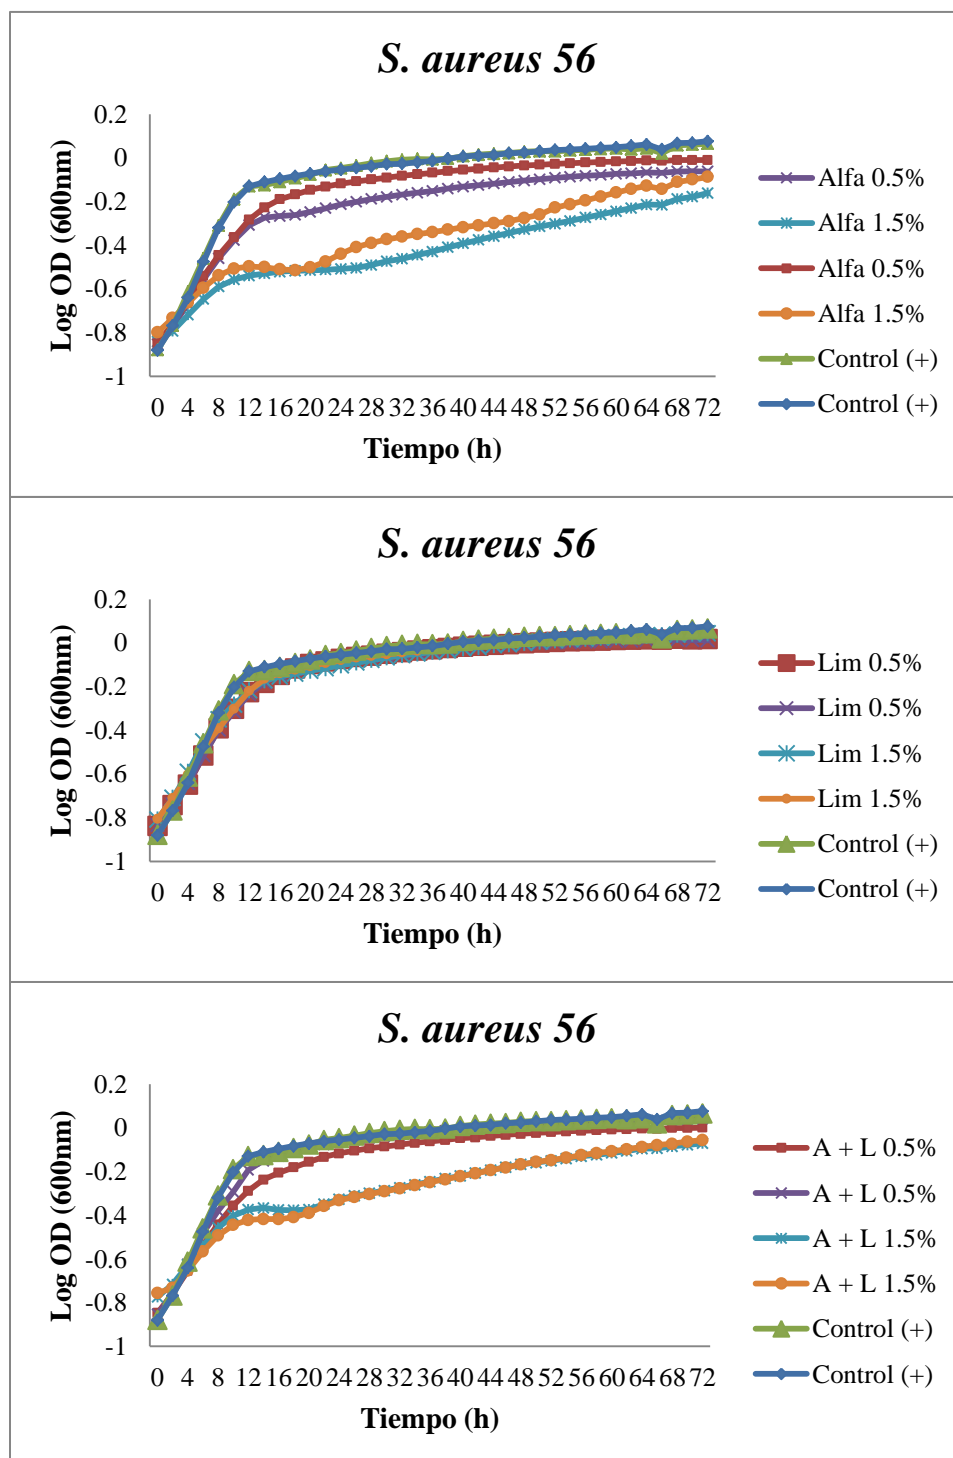 S. aureus 56
0.2
0
-0.2
-0.4
-0.6
-0.8
-1
Log OD (600nm)
0 4 8 12 16 20 24 28 32 36 40 44 48 52 56 60 64 68 72
Tiempo (h)
Alfa 0.5%
Alfa 1.5%
Alfa 0.5%
Alfa 1.5%
Control (+)
Control (+)
S. aureus 56
0.2
0
-0.2
-0.4
-0.6
-0.8
-1
Log OD (600nm)
0 4 8 12 16 20 24 28 32 36 40 44 48 52 56 60 64 68 72
Tiempo (h)
Lim 0.5%
Lim 0.5%
Lim 1.5%
Lim 1.5%
Control (+)
Control (+)
S. aureus 56
0.2
0
-0.2
-0.4
-0.6
-0.8
-1
Log OD (600nm)
0 4 8 12 16 20 24 28 32 36 40 44 48 52 56 60 64 68 72
Tiempo (h)
A + L 0.5%
A + L 0.5%
A + L 1.5%
A + L 1.5%
Control (+)
Control (+)